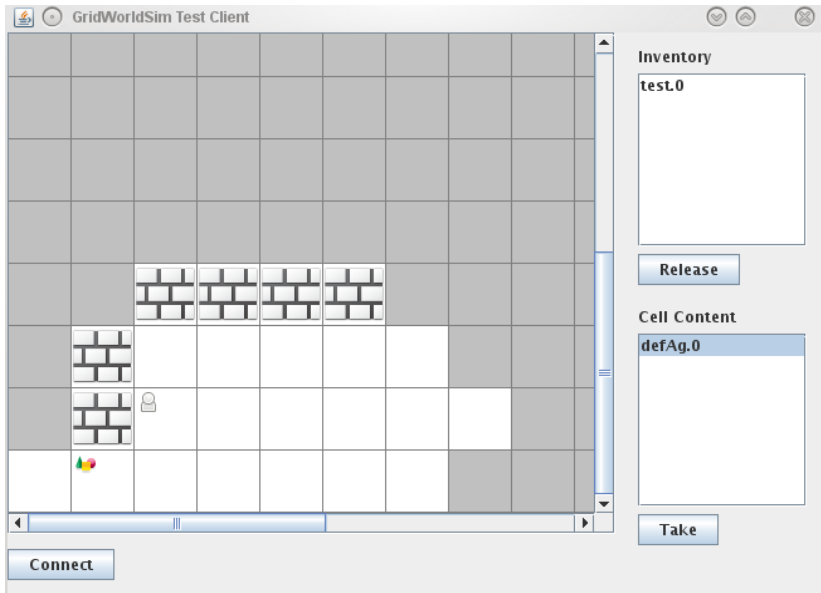 GridWorldSim Test Client
Inventory
test.0
Release
Cell Content
defAg.0
Take
Connect